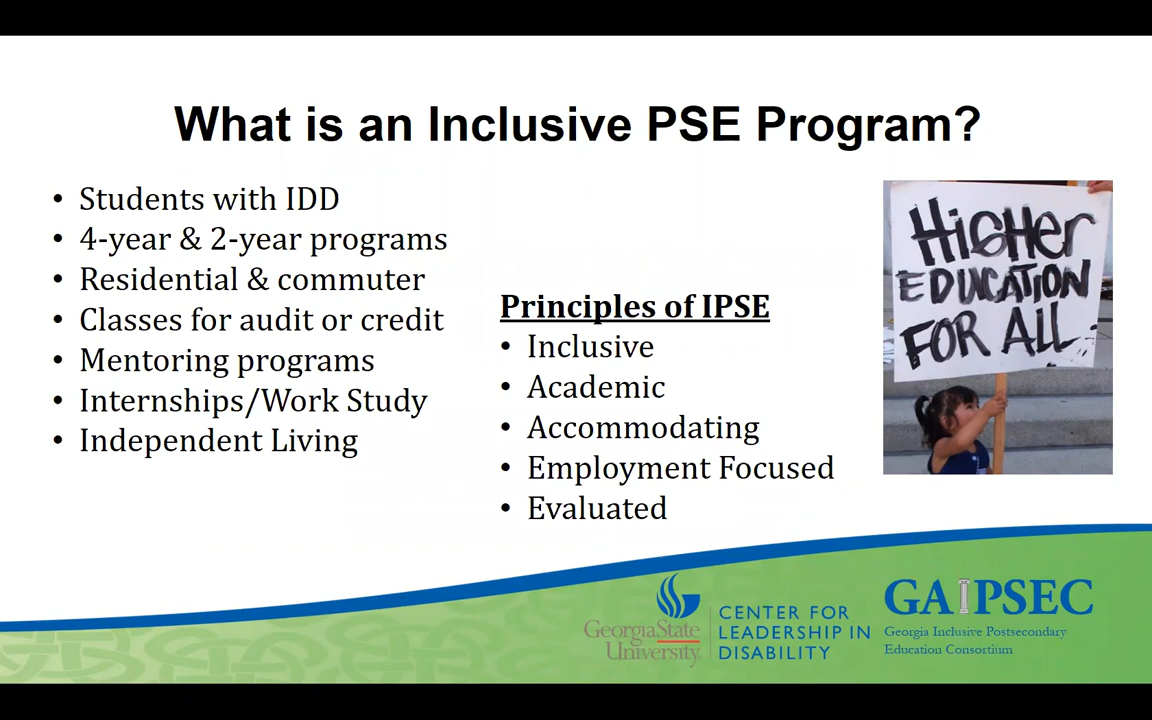 What is an Inclusive PSE Program?
• Students with IDD
• 4-year & 2-year programs
• Residential & commuter
• Classes for audit or credit
• Mentoring programs
• Internships/Work Study
• Independent Living
Principles of IPSE
• Inclusive
• Academic
• Accommodating
• Employment Focused
• Evaluated
HiGHer
EDUCATION
FOR ALL
GeorgiaState
University
CENTER FOR
LEADERSHIP IN
DISABILITY
GAIPSEC
Georgia Inclusive Postsecondary
Education Consortium